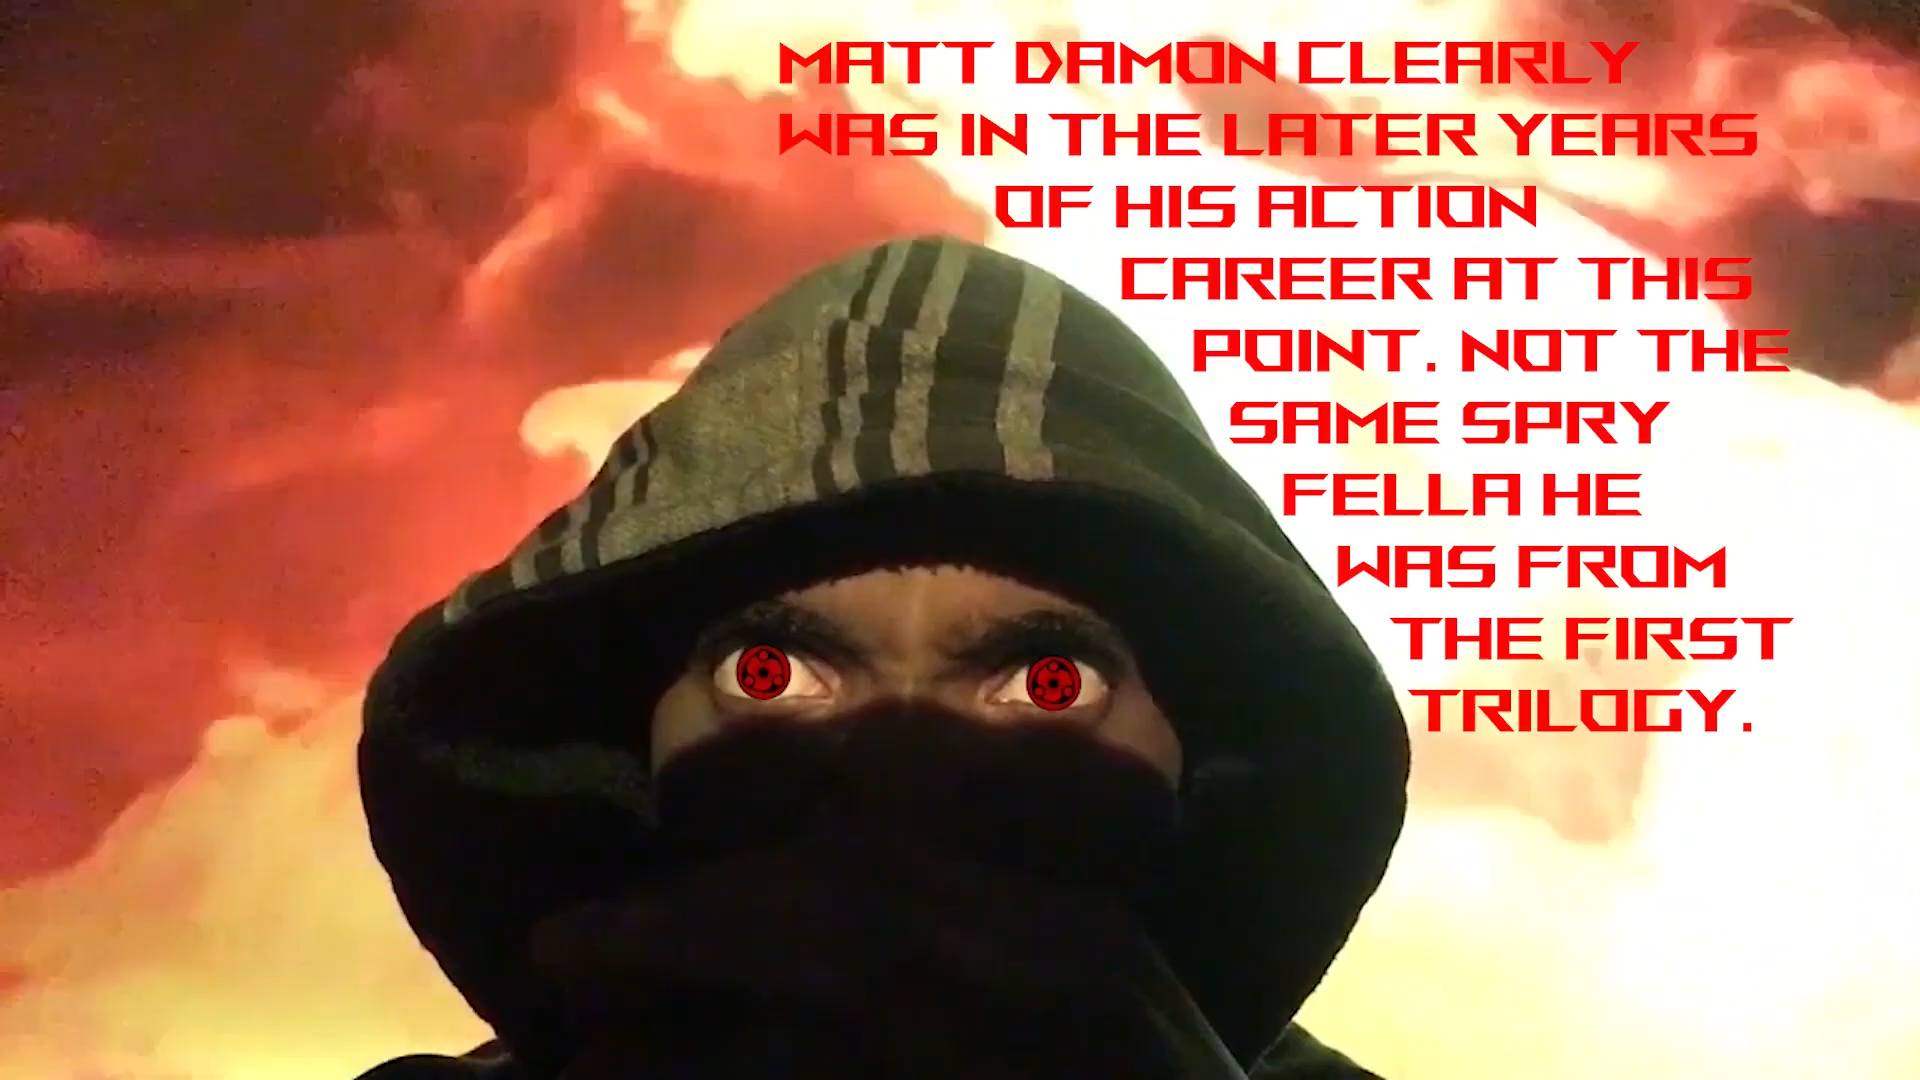 MATT DAMON CLEARLY
WAS IN THE LATER YEARS
OF HIS ACTION
CAREER AT THIS
POINT. NOT THE
SAME SPRY
FELLA HE
WAS FROM
THE FIRST
TRILOGY.